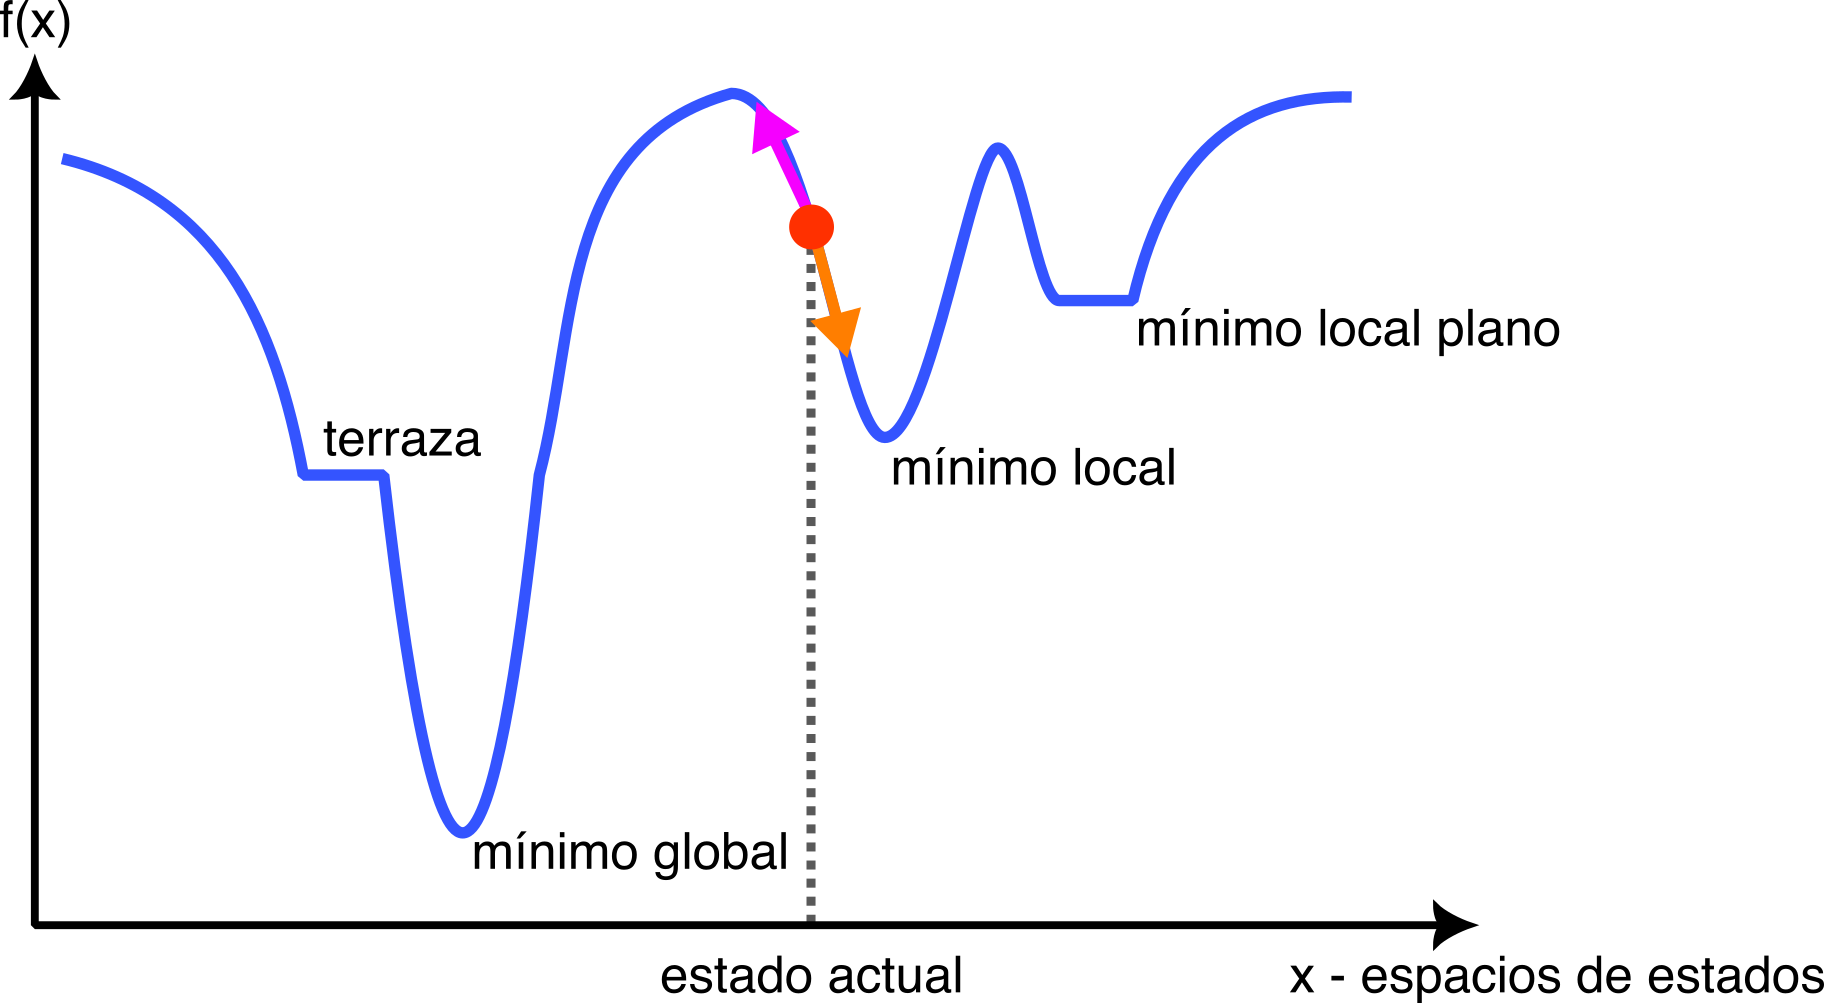 f(x)
terraza
mínimo local plano
mínimo local
mínimo global
estado actual
x - espacios de estados